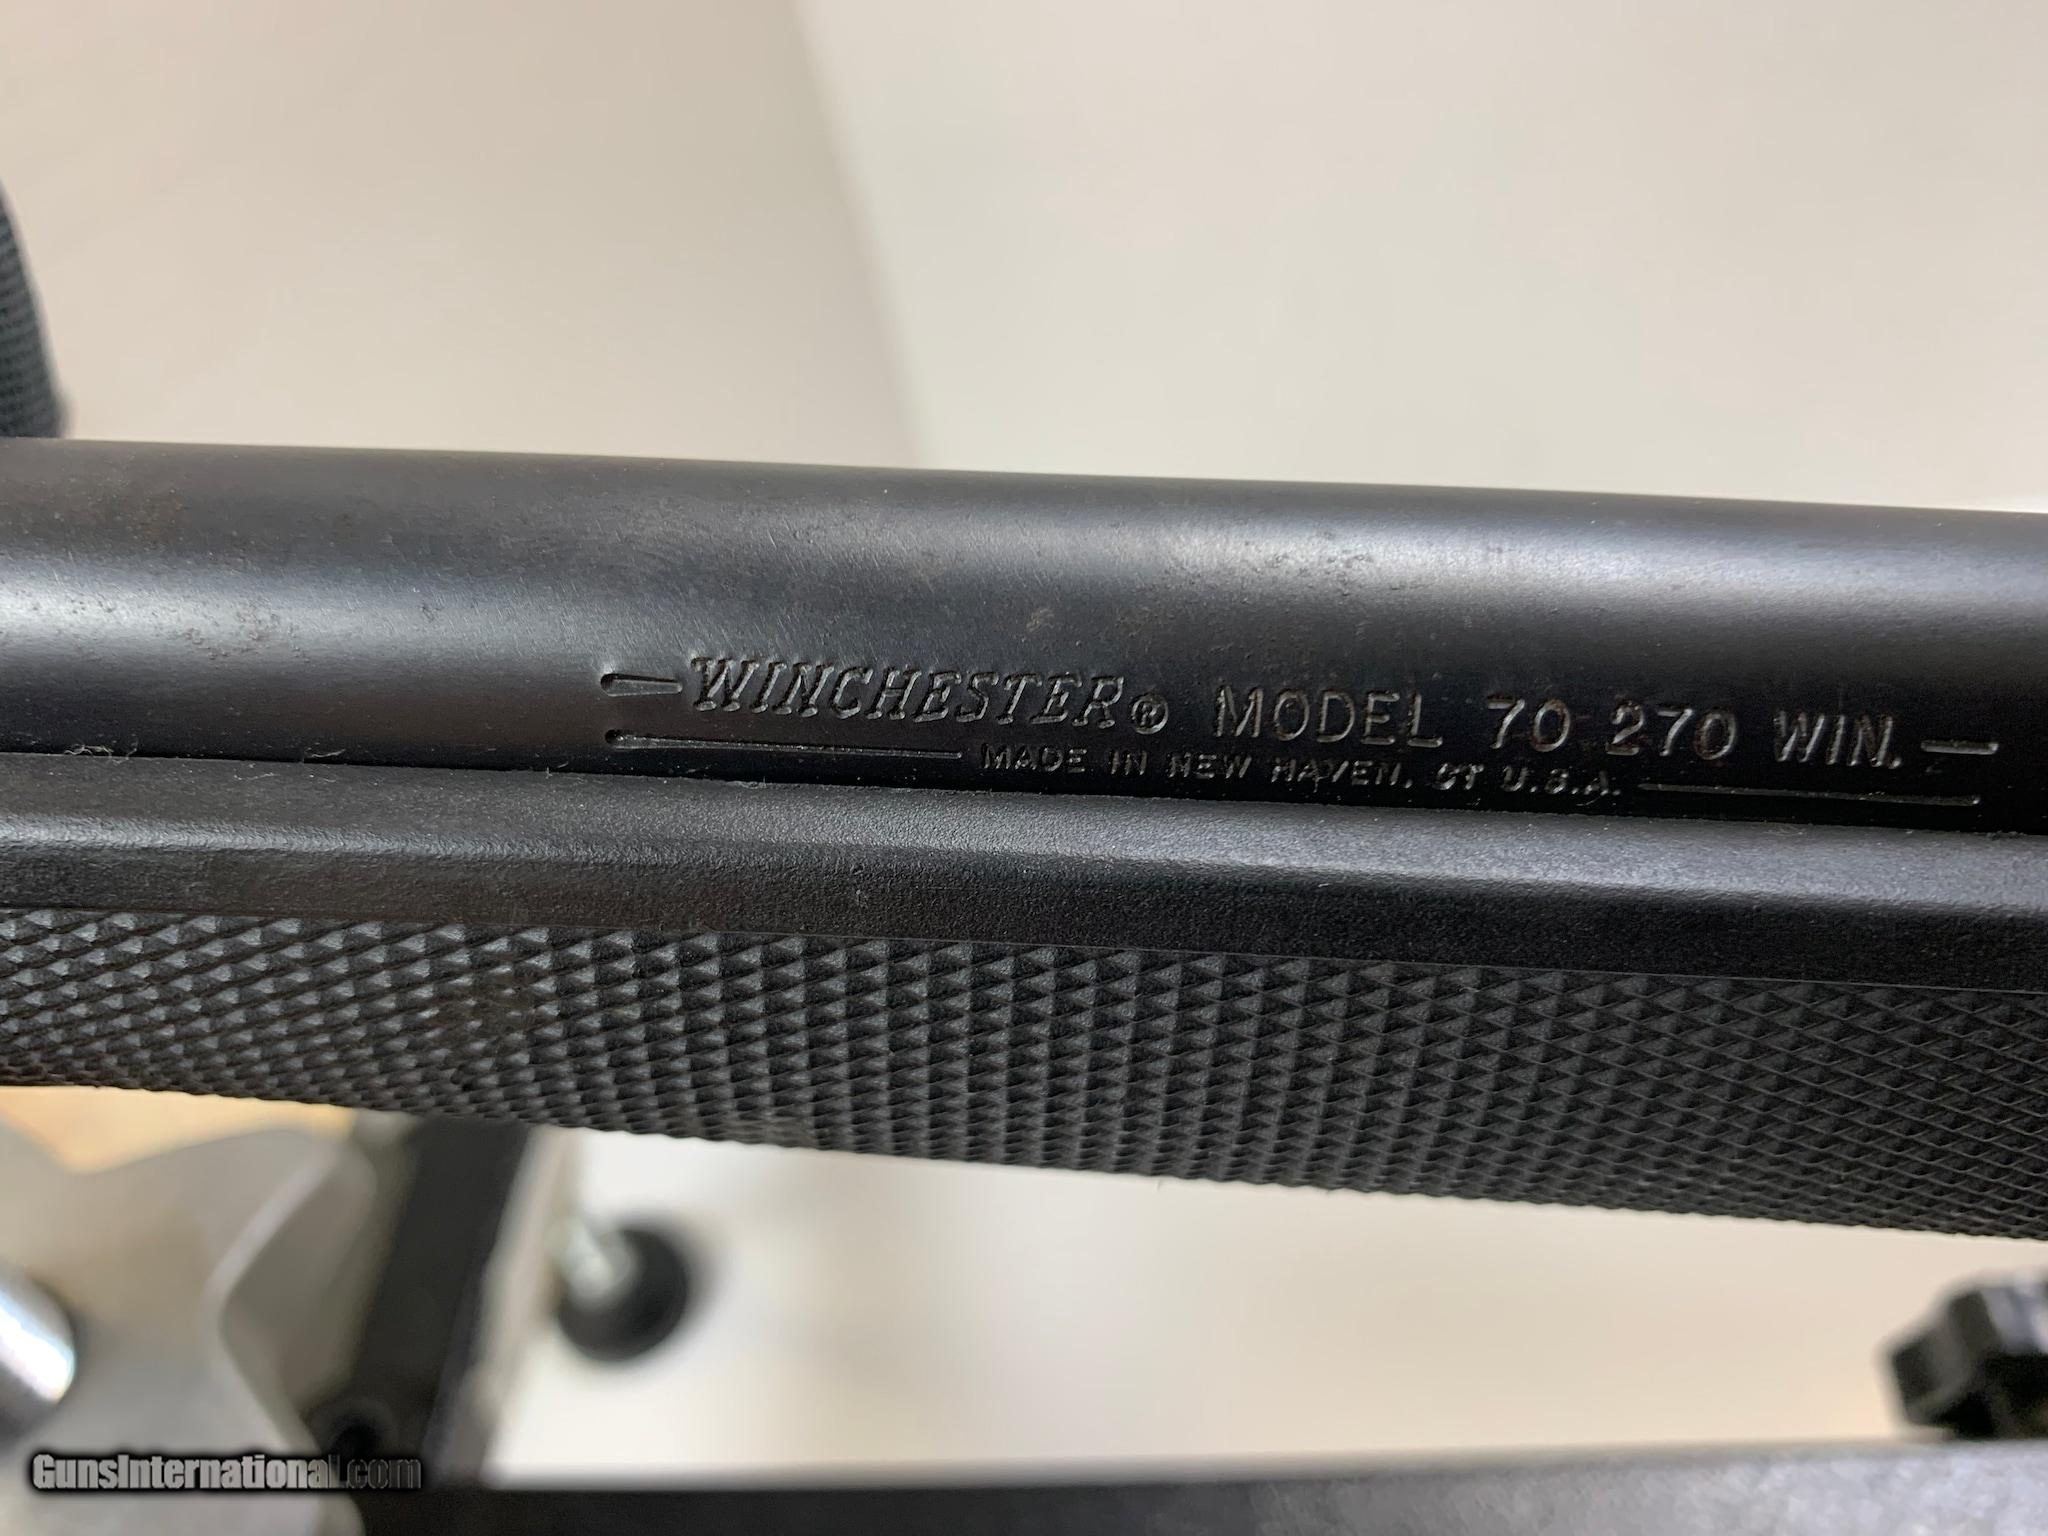 WINCHESTER® MODEL 70 270 WIN.
MADE IN NEW HAVEN, CT U.S.A.
GunsInternational.com